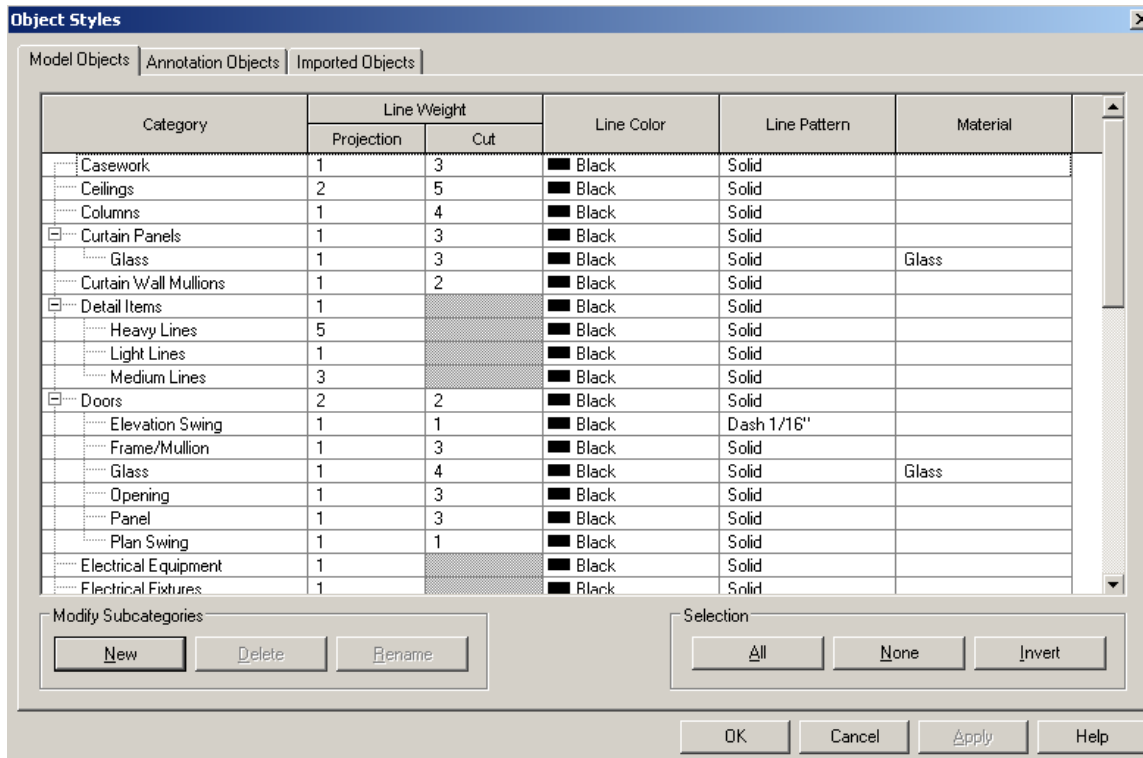 Object Styles
Model Objects Annotation Objects Imported Objects
Category Line Weight Line Color Line Pattern Material
Projection Cut
Casework 1 3 Black Solid
Ceilings 2 5 Black Solid
Columns 1 4 Black Solid
Curtain Panels 1 3 Black Solid
Glass 1 3 Black Solid Glass
Curtain Wall Mullions 1 2 Black Solid
Detail Items 1 Black Solid
Heavy Lines 5 Black Solid
Light Lines 1 Black Solid
Medium Lines 3 Black Solid
Doors 2 2 Black Solid
Elevation Swing 1 1 Black Dash 1/16"
Frame/Mullion 1 3 Black Solid
Glass 1 4 Black Solid Glass
Opening 1 3 Black Solid
Panel 1 3 Black Solid
Plan Swing 1 1 Black Solid
Electrical Equipment 1 Black Solid
Electrical Fixtures 1 Black Solid
Modify Subcategories Selection
New Delete Rename All None Invert
OK Cancel Apply Help